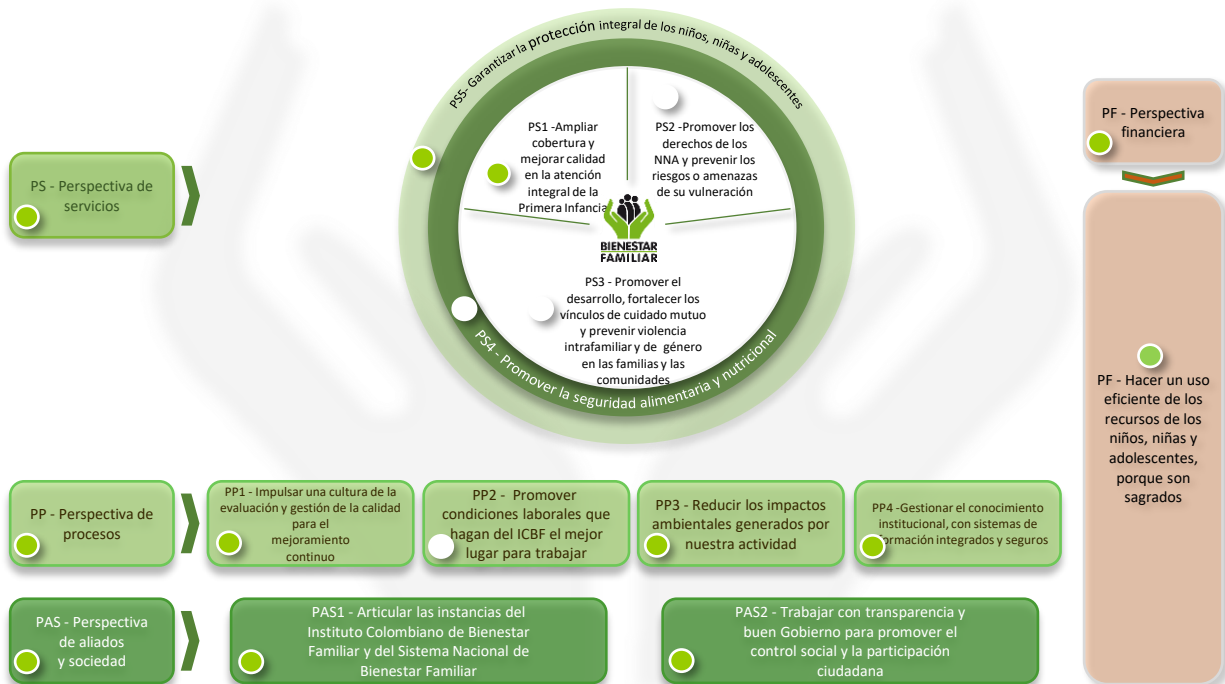 PS5- Garantizar la protección integral de los niños, niñas y adolescentes
PS - Perspectiva de
servicios
PS1 -Ampliar
cobertura y
mejorar calidad
en la atención
integral de la
Primera Infancia
PS2 -Promover los
derechos de los
NNA y prevenir los
riesgos o amenazas
de su vulneración
BIENESTAR
FAMILIAR
PS3 - Promover el
desarrollo, fortalecer los
vínculos de cuidado mutuo
y prevenir violencia
intrafamiliar y de género
en las familias y las
comunidades
PS4 - Promover la seguridad alimentaria y nutricional
PF - Perspectiva
financiera
PF - Hacer un uso
eficiente de los
recursos de los
niños, niñas y
adolescentes,
porque son
sagrados
PP - Perspectiva de
procesos
PP1 - Impulsar una cultura de la
evaluación y gestión de la calidad
para el
mejoramiento
continuo
PP2 - Promover
condiciones laborales que
hagan del ICBF el mejor
lugar para trabajar
PP3 - Reducir los impactos
ambientales generados por
nuestra actividad
PP4 -Gestionar el conocimiento
institucional, con sistemas de
formación integrados y seguros
PAS - Perspectiva
de aliados
y sociedad
PAS1 - Articular las instancias del
Instituto Colombiano de Bienestar
Familiar y del Sistema Nacional de
Bienestar Familiar
PAS2 - Trabajar con transparencia y
buen Gobierno para promover el
control social y la participación
ciudadana